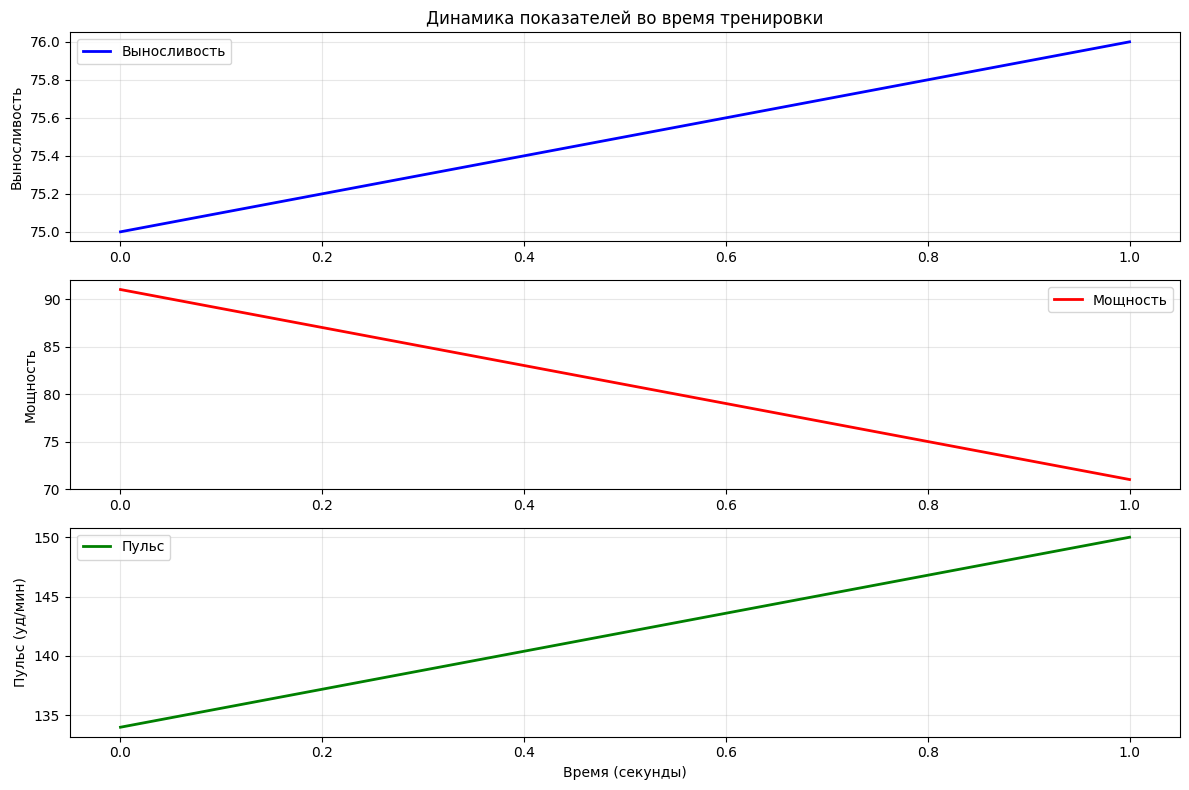 Динамика показателей во время тренировки
Выносливость
Выносливость
76.0
75.8
75.6
75.4
75.2
75.0
0.0 0.2 0.4 0.6 0.8 1.0
Мощность
Мощность
90
85
80
75
70
0.0 0.2 0.4 0.6 0.8 1.0
Пульс
Пульс (уд/мин)
150
145
140
135
0.0 0.2 0.4 0.6 0.8 1.0
Время (секунды)